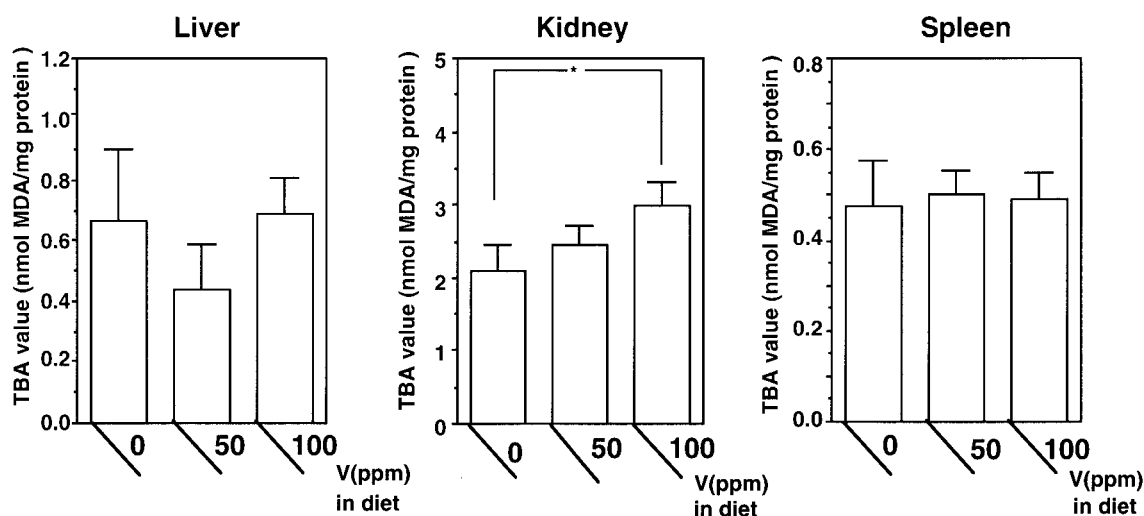 Liver
TBA value (nmol MDA/mg protein )
1.2
1.0
0.8
0.6
0.4
0.2
0.0
0
50
100
V(ppm)
in diet
Kidney
TBA value (nmol MDA/mg protein )
5
4
3
2
1
0
*
0
50
100
V(ppm)
in diet
Spleen
TBA value (nmol MDA/mg protein )
0.8
0.6
0.4
0.2
0.0
0
50
100
V(ppm)
in diet